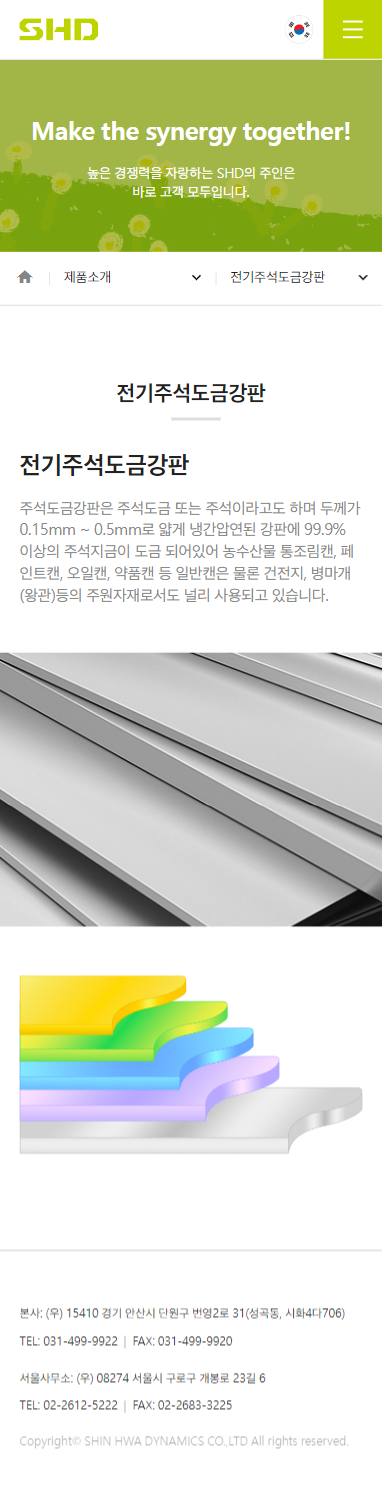 SHD
Make the synergy together!
높은 경쟁력을 자랑하는 SHD의 주인은
바로 고객 모두입니다.
제품소개 전기주석도금강판
전기주석도금강판
전기주석도금강판
주석도금강판은 주석도금 또는 주석이라고도 하며 두께가
0.15mm ~ 0.5mm로 얇게 냉간압연된 강판에 99.9%
이상의 주석지금이 도금 되어있어 농수산물 통조림캔, 페
인트캔, 오일캔, 약품캔 등 일반캔은 물론 건전지, 병마개
(왕관)등의 주원자재로서도 널리 사용되고 있습니다.
본사: (우) 15410 경기 안산시 단원구 번영2로 31(성곡동, 시화4다706)
TEL: 031-499-9922 | FAX: 031-499-9920
서울사무소: (우) 08274 서울시 구로구 개봉로 23길 6
TEL: 02-2612-5222 | FAX: 02-2683-3225
Copyright© SHIN HWA DYNAMICS CO.,LTD All rights reserved.